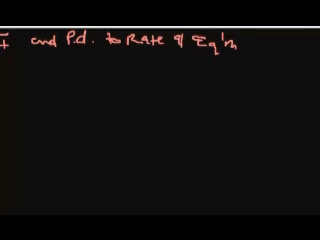 and P.d. to Rate of Eq'm